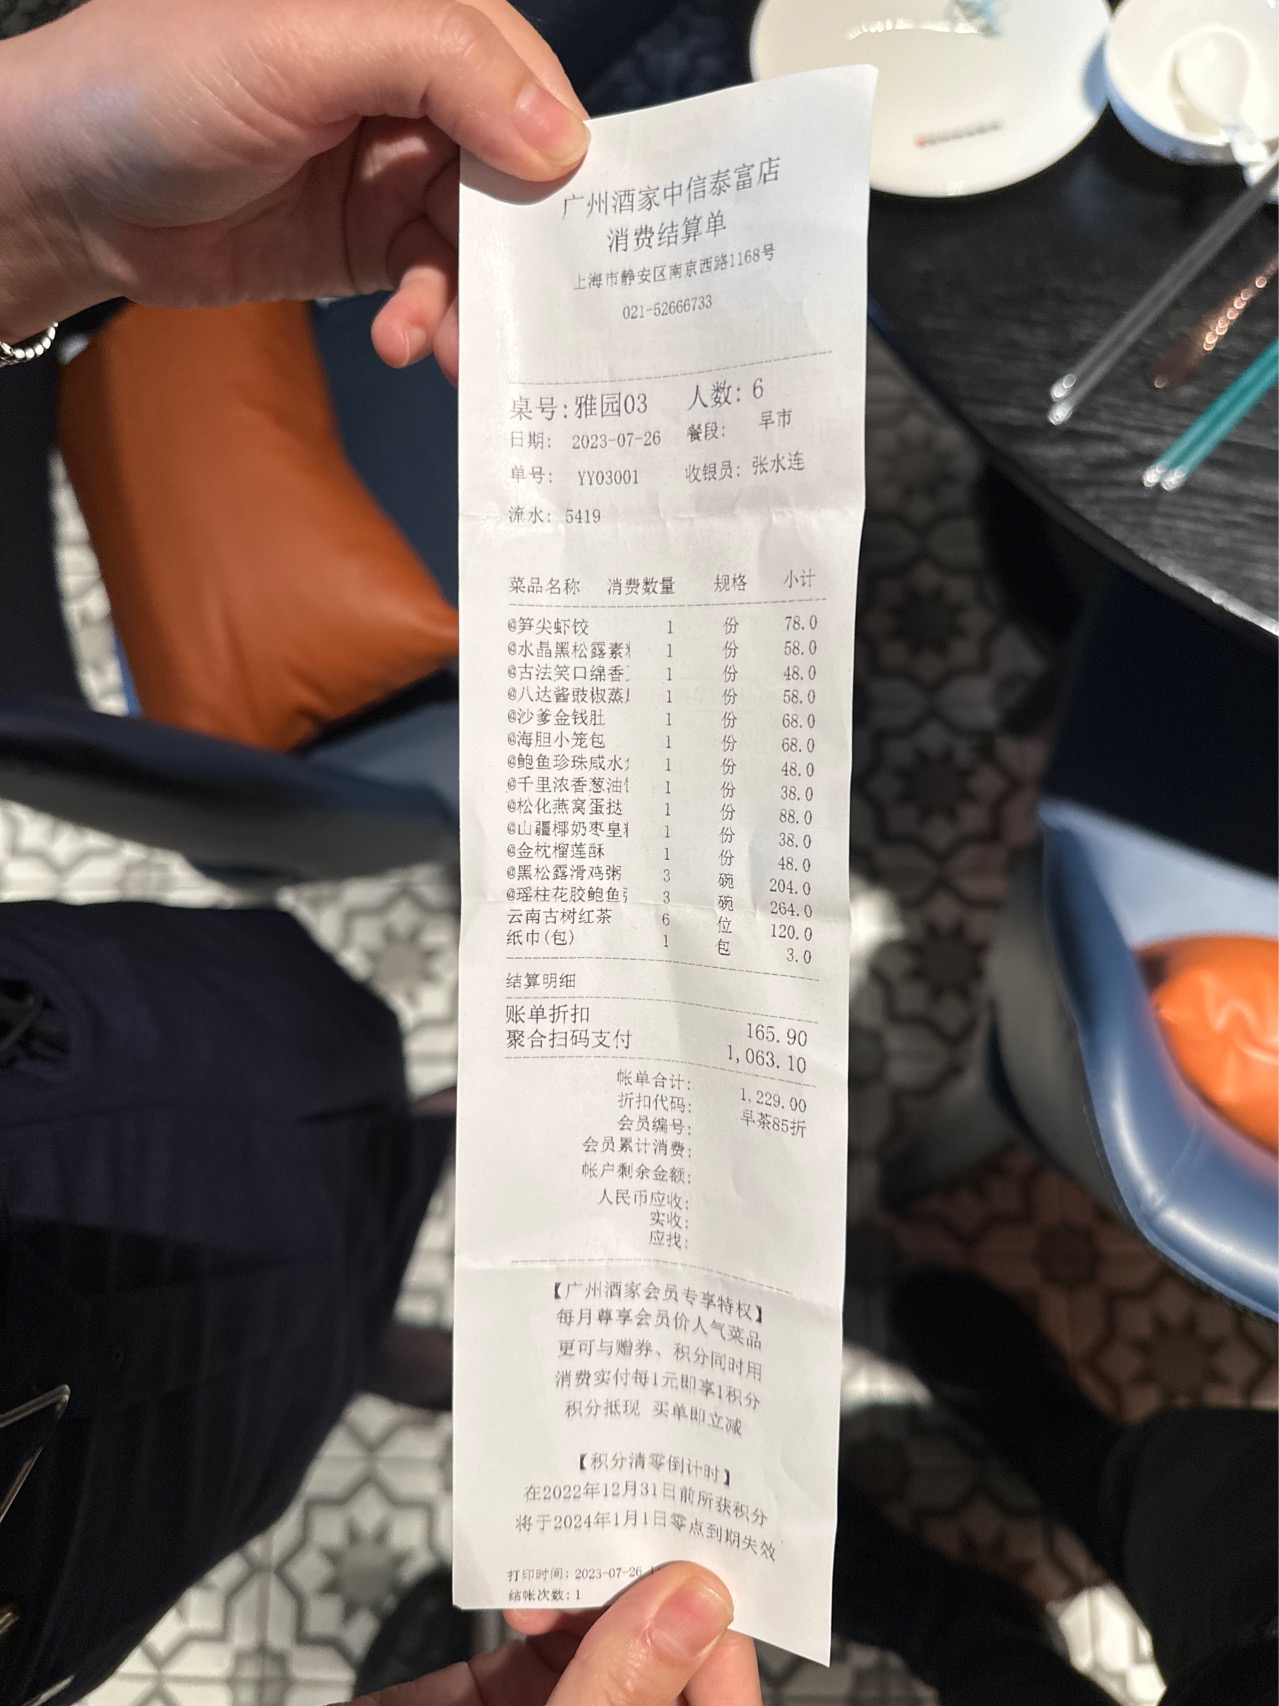 广州酒家中信泰富店
消费结算单
上海市静安区南京西路1168号
021-52666733
桌号:雅园03 人数: 6
日期: 2023-07-26 餐段: 早市
单号: YY03001 收银员: 张水连
流水: 5419
菜品名称 消费数量 规格 小计
@笋尖虾饺 1 份 78.0
@水晶黑松露素 1 份 58.0
@古法笑口绵香 1 份 48.0
@八达酱豉椒蒸 1 份 58.0
@沙爹金钱肚 1 份 68.0
@海胆小笼包 1 份 68.0
@鲍鱼珍珠咸水 1 份 48.0
@千里浓香葱油 1 份 38.0
@松化燕窝蛋挞 1 份 88.0
@山疆椰奶枣皇 1 份 38.0
@金枕榴莲酥 1 份 48.0
@黑松露滑鸡粥 3 碗 204.0
@瑶柱花胶鲍鱼 3 碗 264.0
云南古树红茶 6 位 120.0
纸巾(包) 1 包 3.0
结算明细
账单折扣 165.90
聚合扫码支付 1,063.10
帐单合计: 1,229.00
折扣代码: 早茶85折
会员编号:
会员累计消费:
帐户剩余金额:
人民币应收:
实收:
应找:
【广州酒家会员专享特权】
每月尊享会员价人气菜品
更可与赠券、积分同时用
消费实付每1元即享1积分
积分抵现 买单即立减
【积分清零倒计时】
在2022年12月31日前所获积分
将于2024年1月1日零点到期失效
打印时间: 2023-07-26
结帐次数: 1